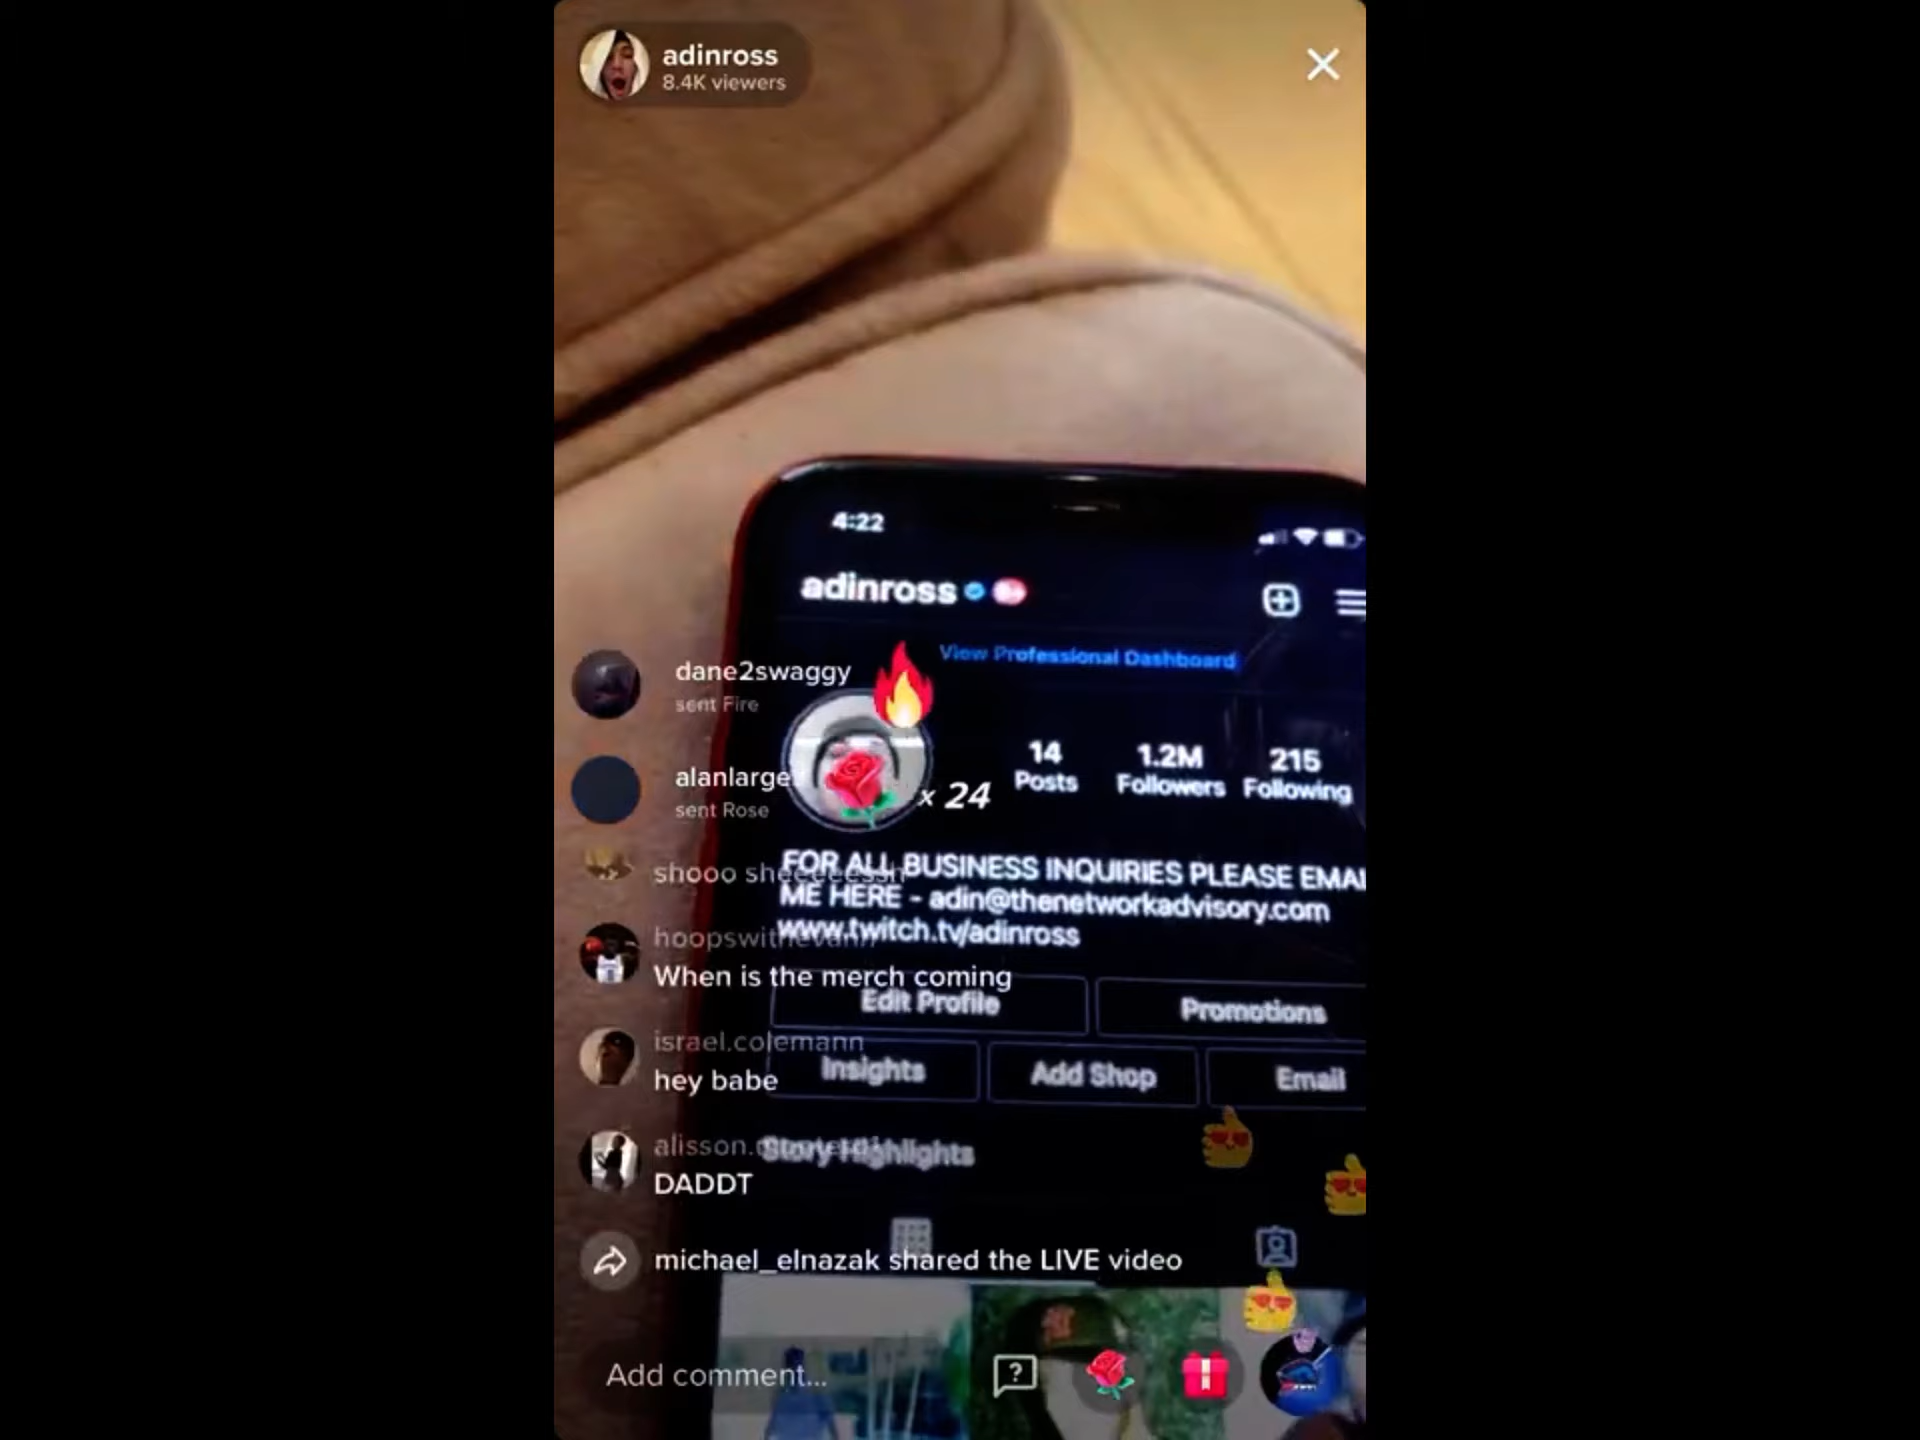 adinross
8.4K viewers
4:22
adinross
View Professional Dashboard
dane2swaggy
sent Fire
alanlarge
sent Rose
x 24
14
Posts
1.2M
Followers
215
Following
shooo sheeeeeessh
FOR ALL BUSINESS INQUIRIES PLEASE EMAI
ME HERE - adin@thenetworkadvisory.com
www.twitch.tv/adinross
When is the merch coming
Edit Profile
Promotions
israel.colemann
hey babe
Insights
Add Shop
Email
Story Highlights
DADDT
michael_elnazak shared the LIVE video
Add comment...
?